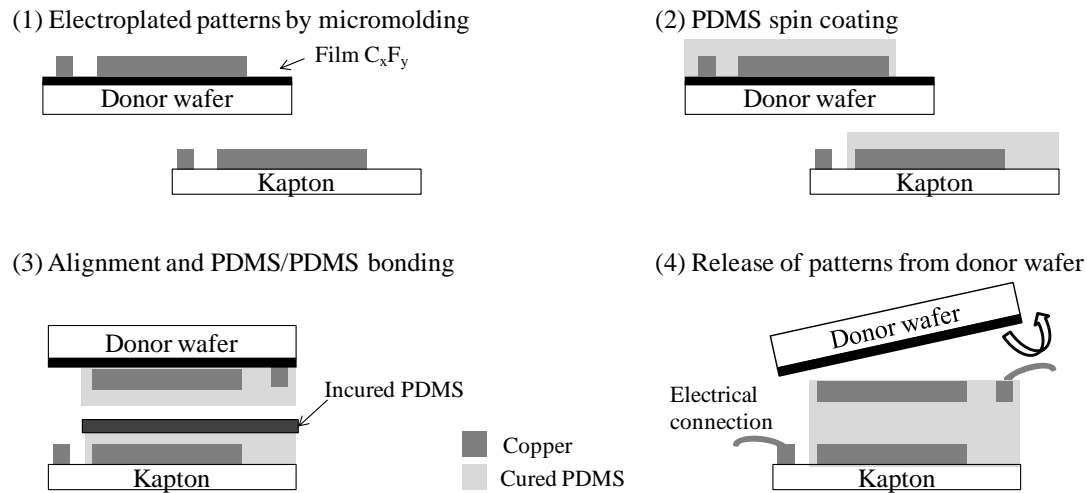 (1) Electroplated patterns by micromolding
Film CxFy
Donor wafer
Kapton
(2) PDMS spin coating
Donor wafer
Kapton
(3) Alignment and PDMS/PDMS bonding
Donor wafer
Incured PDMS
Kapton
Copper
Cured PDMS
(4) Release of patterns from donor wafer
Donor wafer
Electrical
connection
Kapton